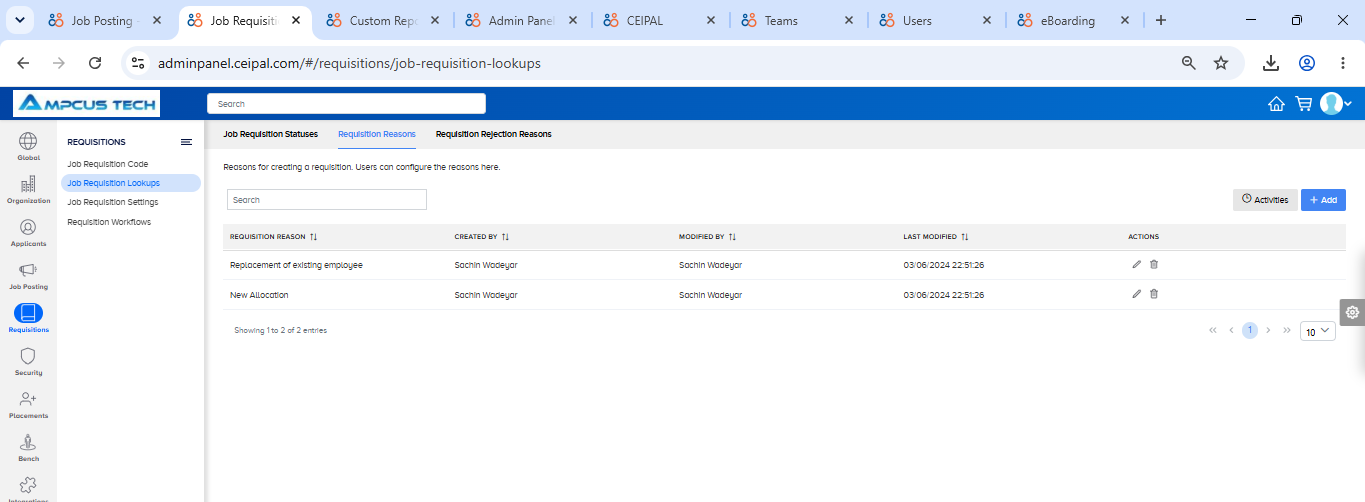 Job Posting -
Job Requisiti
Custom Repo
Admin Panel
CEIPAL
Teams
Users
eBoarding
adminpanel.ceipal.com/#/requisitions/job-requisition-lookups
AMPCUS TECH
Search
Global
Organization
Applicants
Job Posting
Requisitions
Security
Placements
Bench
Integrations
REQUISITIONS
Job Requisition Code
Job Requisition Lookups
Job Requisition Settings
Requisition Workflows
Job Requisition Statuses Requisition Reasons Requisition Rejection Reasons
Reasons for creating a requisition. Users can configure the reasons here.
Search
Activities
+ Add
REQUISITION REASON CREATED BY MODIFIED BY LAST MODIFIED ACTIONS
Replacement of existing employee Sachin Wadeyar Sachin Wadeyar 03/06/2024 22:51:26
New Allocation Sachin Wadeyar Sachin Wadeyar 03/06/2024 22:51:26
Showing 1 to 2 of 2 entries
1
10